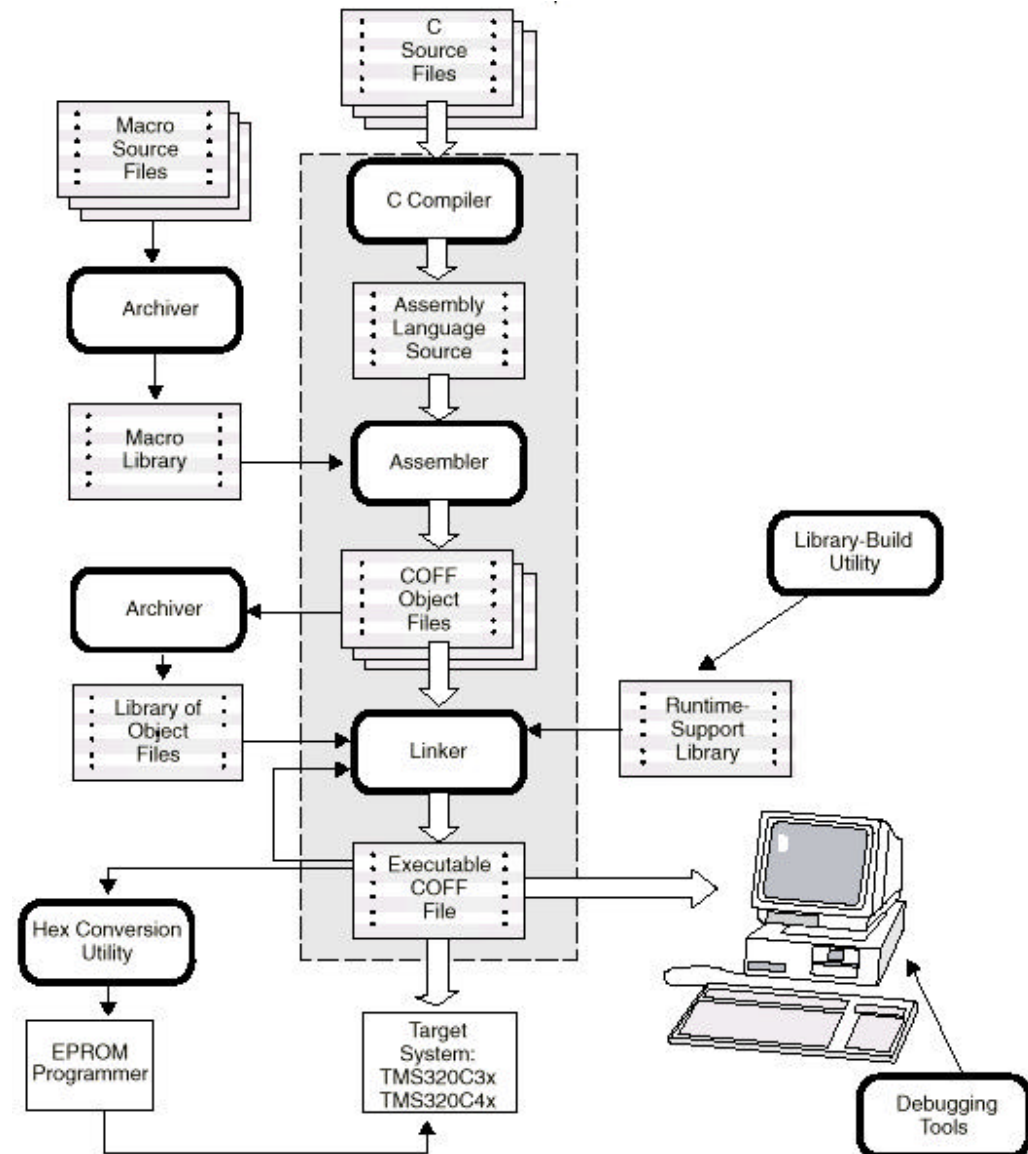 C
Source
Files
Macro
Source
Files
C Compiler
Archiver
Assembly
Language
Source
Macro
Library
Assembler
Library-Build
Utility
Archiver
COFF
Object
Files
Library of
Object
Files
Linker
Runtime-
Support
Library
Executable
COFF
File
Hex Conversion
Utility
EPROM
Programmer
Target
System:
TMS320C3x
TMS320C4x
Debugging
Tools